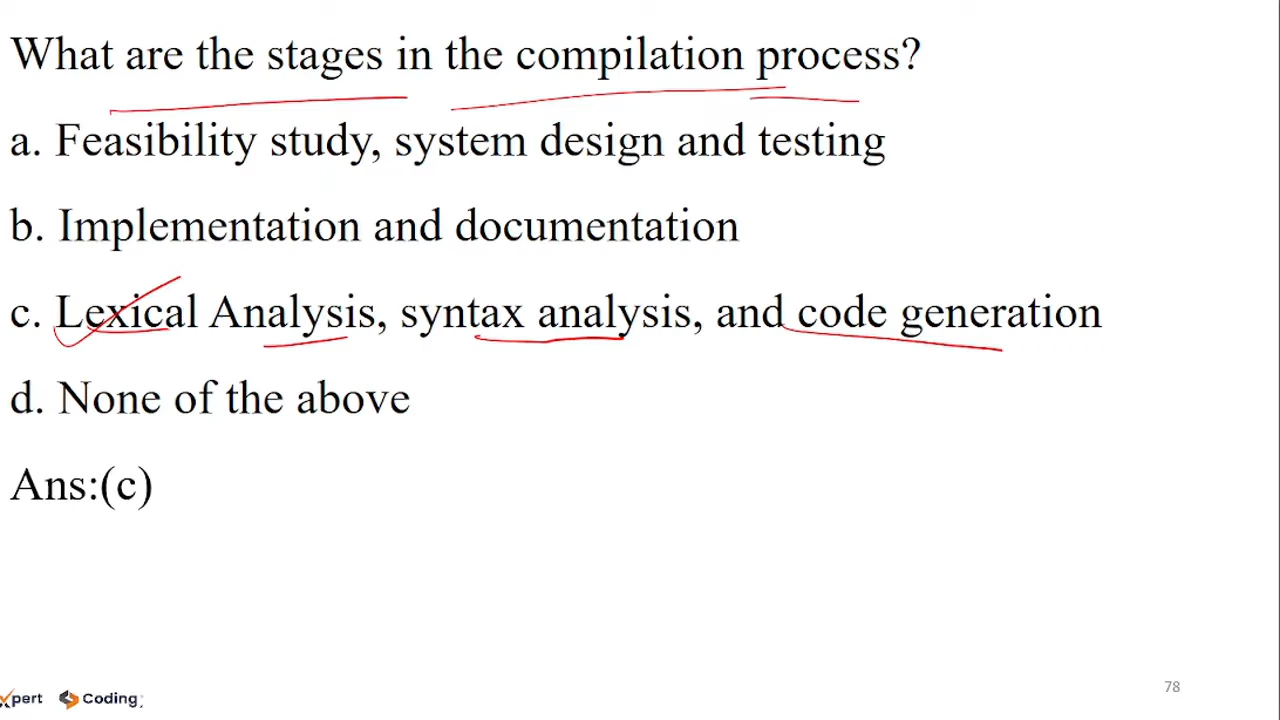 What are the stages in the compilation process?
a. Feasibility study, system design and testing
b. Implementation and documentation
c. Lexical Analysis, syntax analysis, and code generation
d. None of the above
Ans:(c)
78
pert Coding